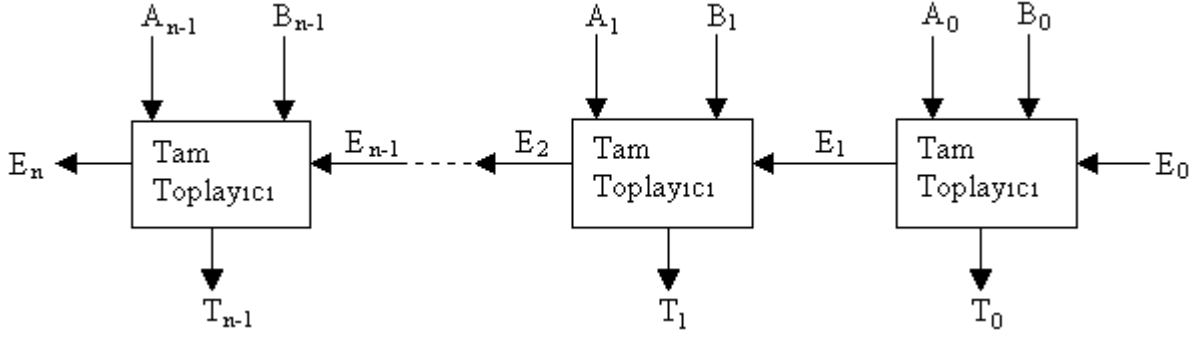 A_{n-1} B_{n-1} A_1 B_1 A_0 B_0
E_n Tam Toplayıcı E_{n-1} E_2 Tam Toplayıcı E_1 Tam Toplayıcı E_0
T_{n-1} T_1 T_0